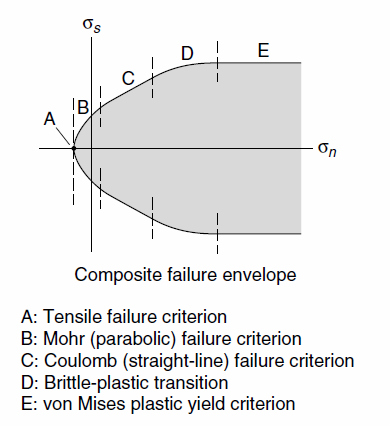 σs
D
E
C
B
A
σn
Composite failure envelope
A: Tensile failure criterion
B: Mohr (parabolic) failure criterion
C: Coulomb (straight-line) failure criterion
D: Brittle-plastic transition
E: von Mises plastic yield criterion